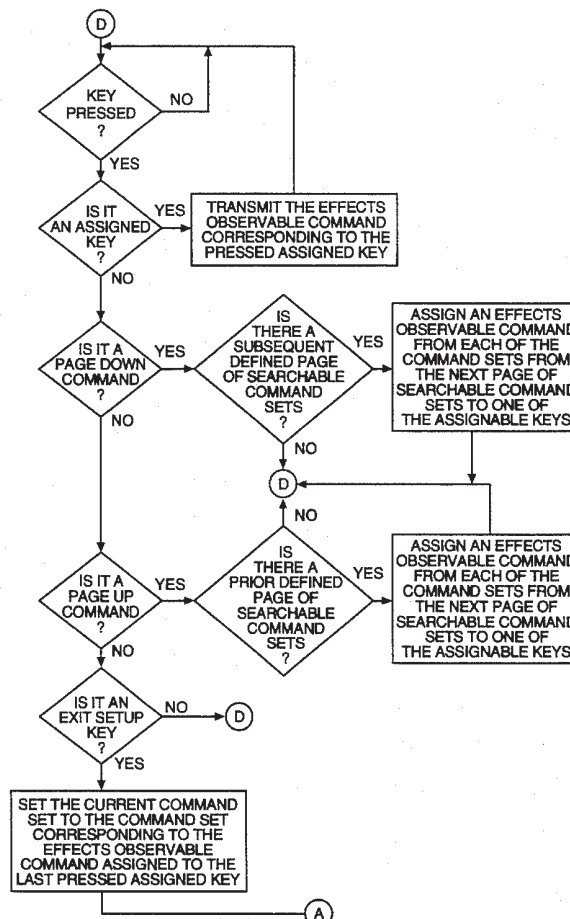 D
KEY
PRESSED
?
NO
YES
IS IT
AN ASSIGNED
KEY
?
YES
NO
TRANSMIT THE EFFECTS
OBSERVABLE COMMAND
CORRESPONDING TO THE
PRESSED ASSIGNED KEY
IS IT A
PAGE DOWN
COMMAND
?
YES
NO
IS
THERE A
SUBSEQUENT
DEFINED PAGE
OF SEARCHABLE
COMMAND
SETS
?
YES
NO
ASSIGN AN EFFECTS
OBSERVABLE COMMAND
FROM EACH OF THE
COMMAND SETS FROM
THE NEXT PAGE OF
SEARCHABLE COMMAND
SETS TO ONE OF
THE ASSIGNABLE KEYS
D
NO
IS IT A
PAGE UP
COMMAND
?
YES
NO
IS
THERE A
PRIOR DEFINED
PAGE OF
SEARCHABLE
COMMAND
SETS
?
YES
ASSIGN AN EFFECTS
OBSERVABLE COMMAND
FROM EACH OF THE
COMMAND SETS FROM
THE NEXT PAGE OF
SEARCHABLE COMMAND
SETS TO ONE OF
THE ASSIGNABLE KEYS
IS IT AN
EXIT SETUP
KEY
?
NO
D
YES
SET THE CURRENT COMMAND
SET TO THE COMMAND SET
CORRESPONDING TO THE
EFFECTS OBSERVABLE
COMMAND ASSIGNED TO THE
LAST PRESSED ASSIGNED KEY
A